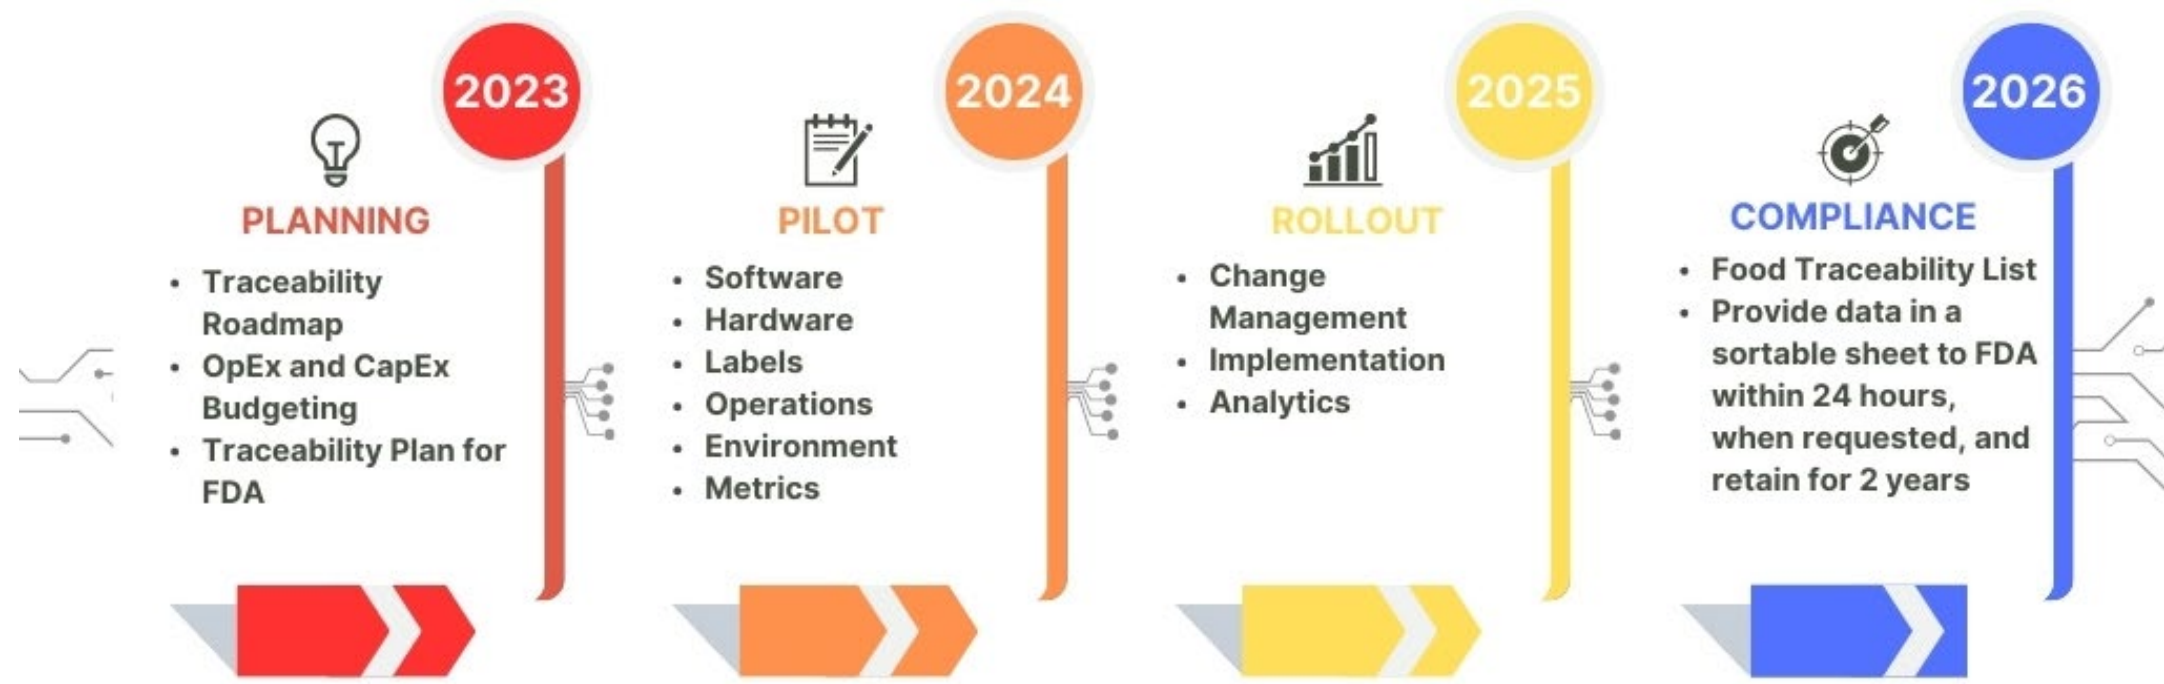 2023
PLANNING
• Traceability
Roadmap
• OpEx and CapEx
Budgeting
• Traceability Plan for
FDA
2024
PILOT
• Software
• Hardware
• Labels
• Operations
• Environment
• Metrics
2025
ROLLOUT
• Change
Management
• Implementation
• Analytics
2026
COMPLIANCE
• Food Traceability List
• Provide data in a
sortable sheet to FDA
within 24 hours,
when requested, and
retain for 2 years